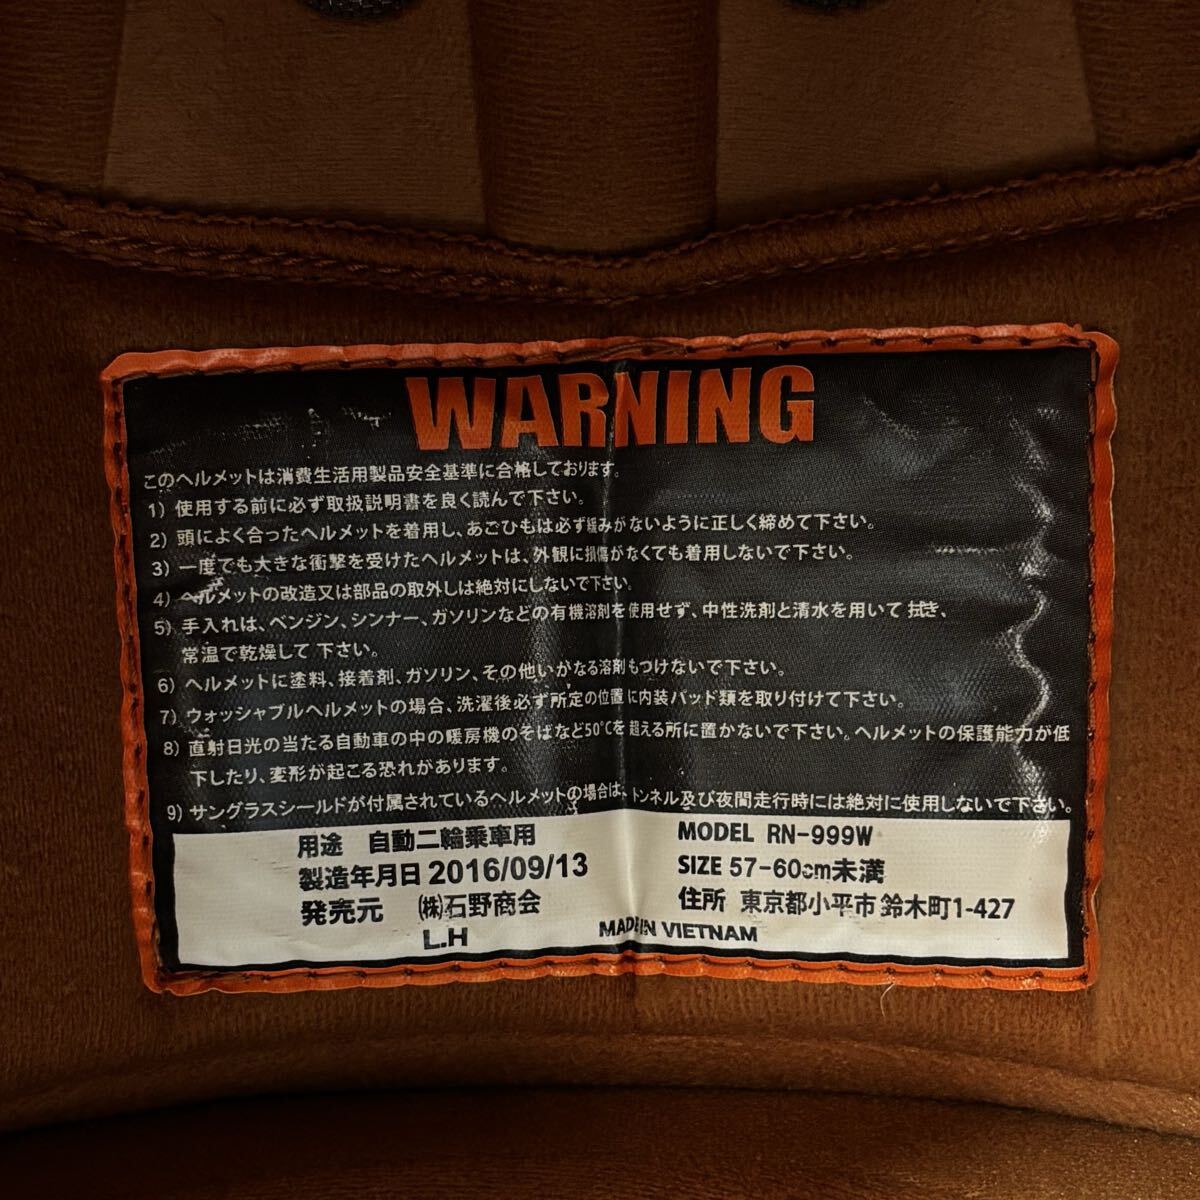 WARNING
このヘルメットは消費生活用製品安全基準に合格しております。
1) 使用する前に必ず取扱説明書を良く読んで下さい。
2) 頭によく合ったヘルメットを着用し、あごひもは必ず緩みがないように正しく締めて下さい。
3) 一度でも大きな衝撃を受けたヘルメットは、外観に損傷がなくても着用しないで下さい。
4) ヘルメットの改造又は部品の取外しは絶対にしないで下さい。
5) 手入れは、ベンジン、シンナー、ガソリンなどの有機溶剤を使用せず、中性洗剤と清水を用いて拭き、
常温で乾燥して下さい。
6) ヘルメットに塗料、接着剤、ガソリン、その他いかなる溶剤もつけないで下さい。
7) ウォッシャブルヘルメットの場合、洗濯後必ず所定の位置に内装パッド類を取り付けて下さい。
8) 直射日光の当たる自動車の中の暖房機のそばなど50℃を超える所に置かないで下さい。ヘルメットの保護能力が低
下したり、変形が起こる恐れがあります。
9) サングラスシールドが付属されているヘルメットの場合は、トンネル及び夜間走行時には絶対に使用しないで下さい。
用途 自動二輪乗車用 MODEL RN-999W
製造年月日 2016/09/13 SIZE 57-60cm未満
発売元 (株)石野商会 住所 東京都小平市鈴木町1-427
L.H MADE IN VIETNAM